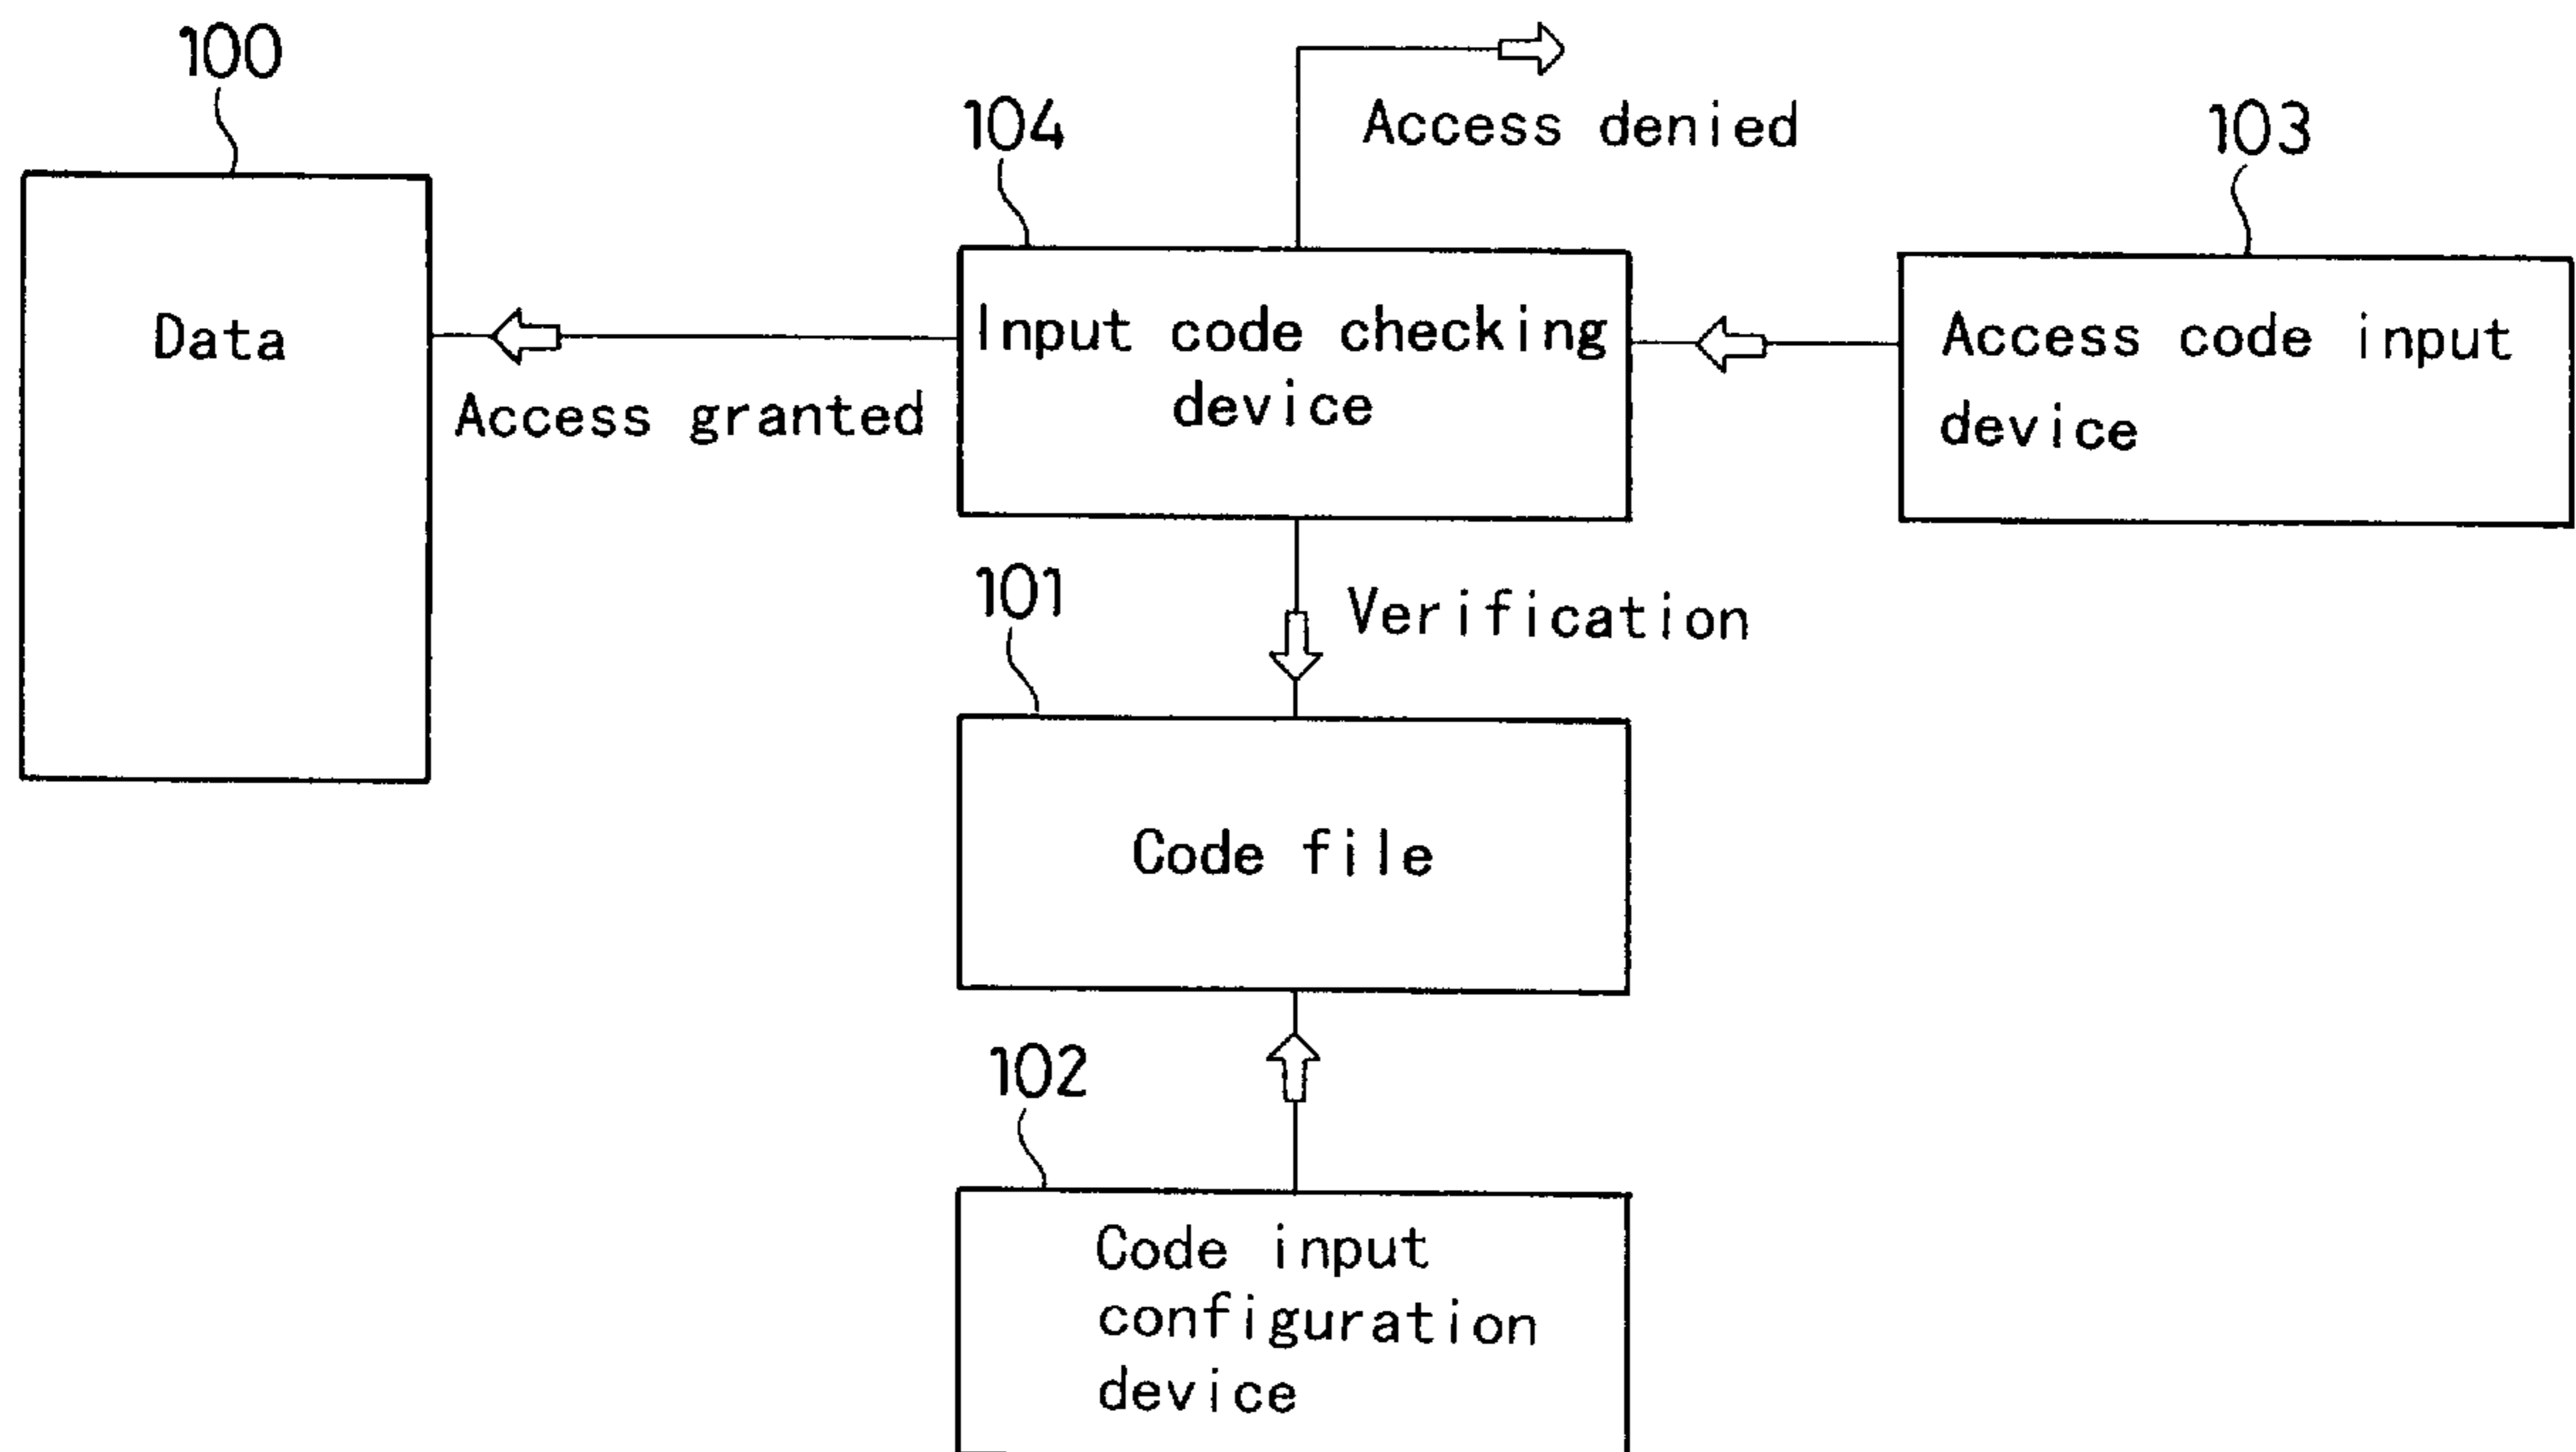 100
Access denied
104
103
Data
Input code checking
device
Access code input
device
Access granted
101
Verification
Code file
102
Code input
configuration
device